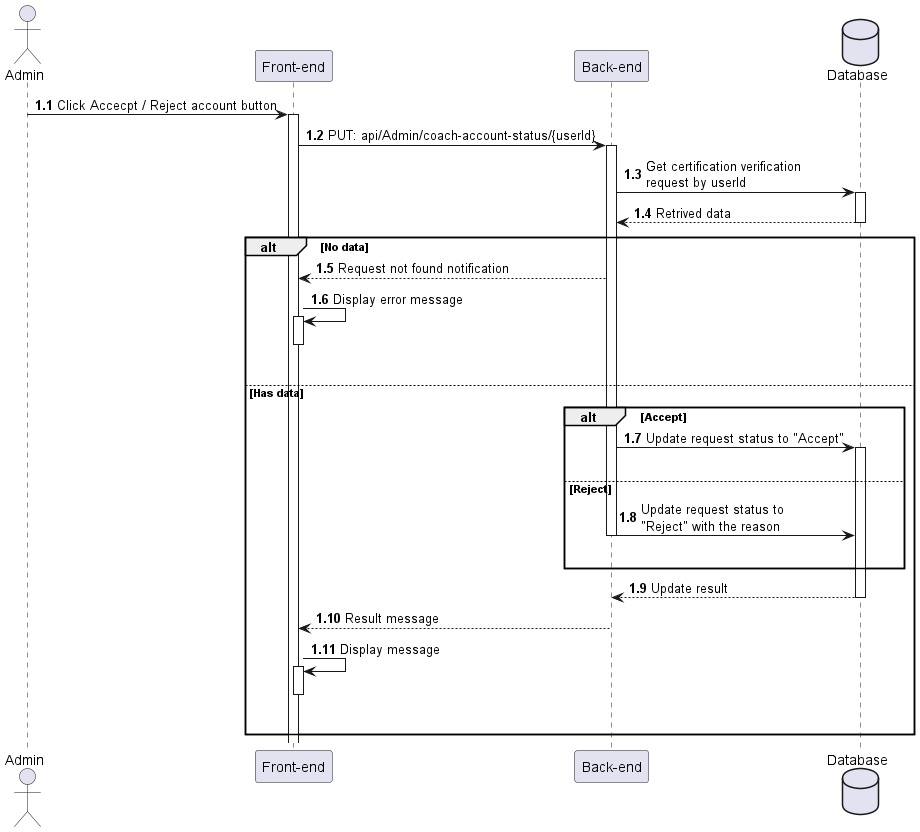 Admin
Front-end
Back-end
Database
1.1 Click Accecpt / Reject account button
1.2 PUT: api/Admin/coach-account-status/{userId}
1.3 Get certification verification
request by userId
1.4 Retrived data
alt [No data]
1.5 Request not found notification
1.6 Display error message
[Has data]
alt [Accept]
1.7 Update request status to "Accept"
[Reject]
1.8 Update request status to
"Reject" with the reason
1.9 Update result
1.10 Result message
1.11 Display message
Admin
Front-end
Back-end
Database